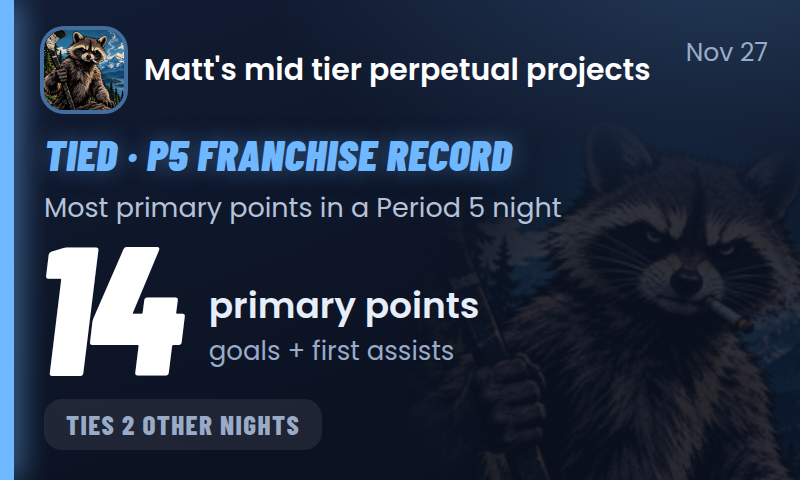 Matt's mid tier perpetual projects
Nov 27
TIED · P5 FRANCHISE RECORD
Most primary points in a Period 5 night
14
primary points
goals + first assists
TIES 2 OTHER NIGHTS